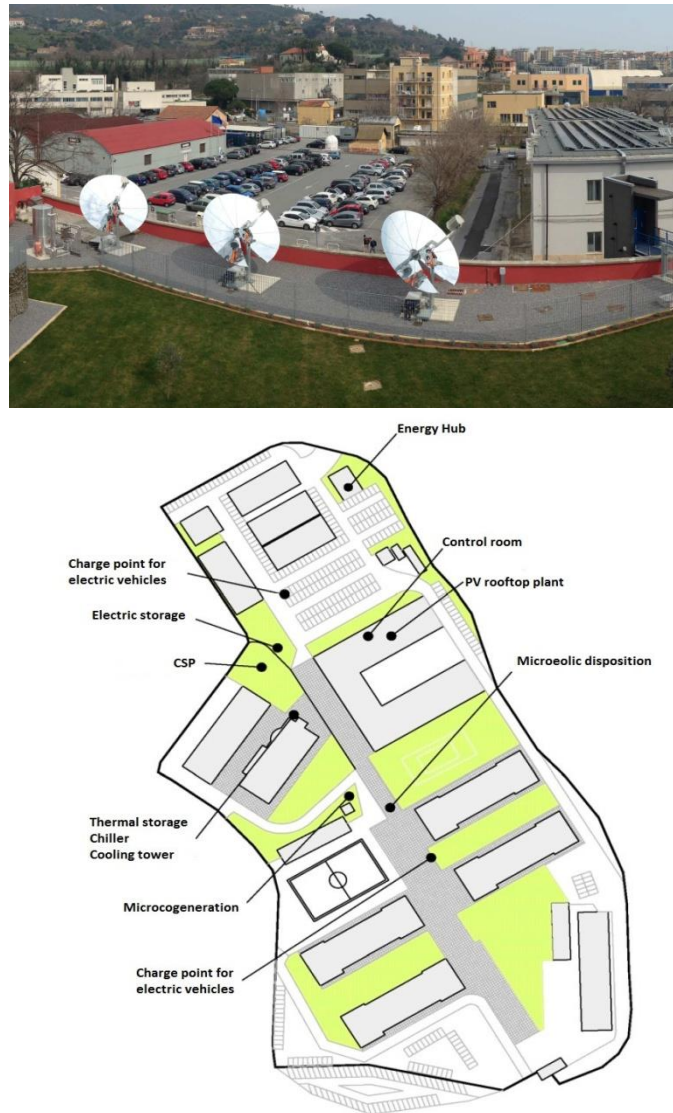 Energy Hub
Control room
Charge point for
electric vehicles
PV rooftop plant
Electric storage
CSP
Microeolic disposition
Thermal storage
Chiller
Cooling tower
Microcogeneration
Charge point for
electric vehicles